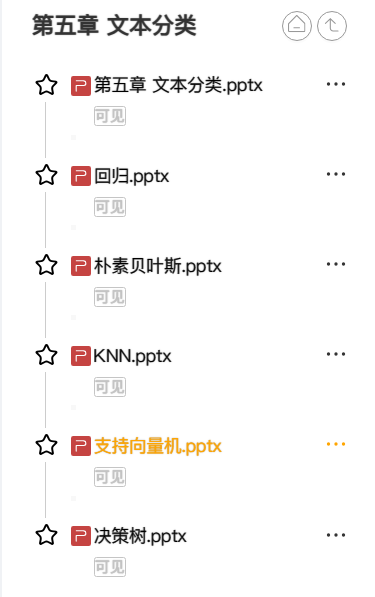 第五章 文本分类
第五章 文本分类.pptx
可见
回归.pptx
可见
朴素贝叶斯.pptx
可见
KNN.pptx
可见
支持向量机.pptx
可见
决策树.pptx
可见